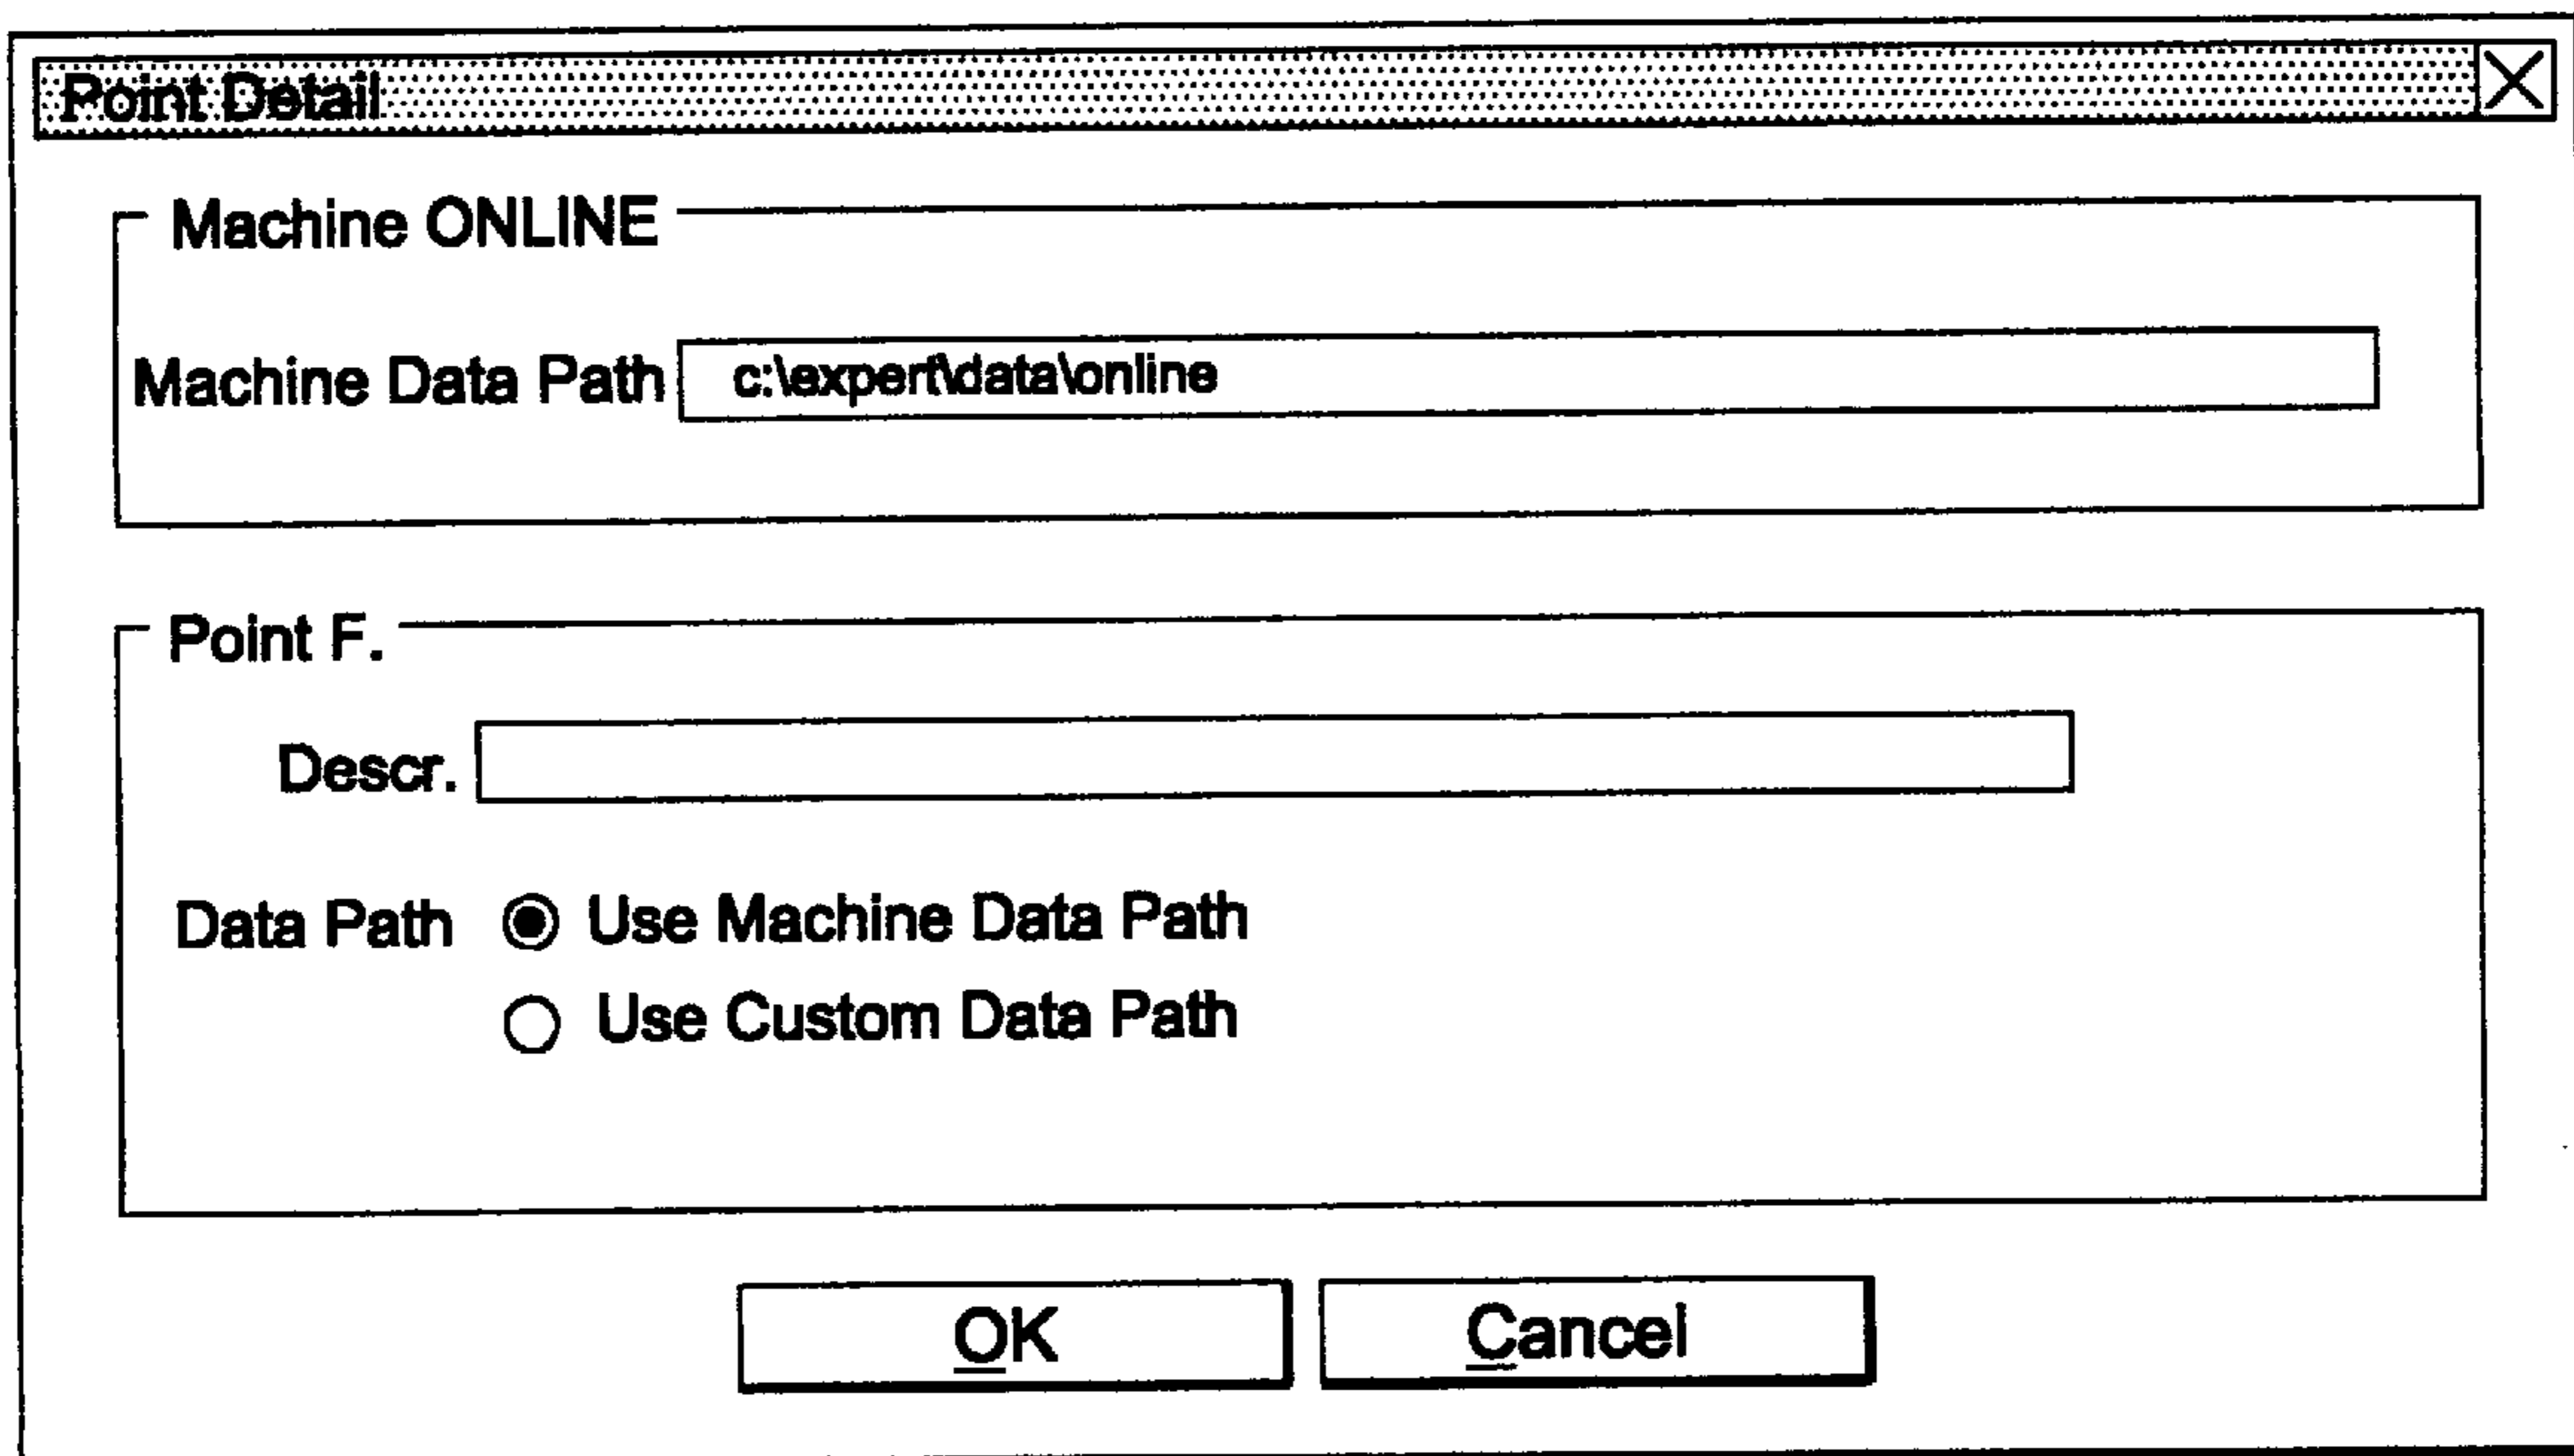 Point Detail
Machine ONLINE
Machine Data Path c:\expert\data\online
Point F.
Descr.
Data Path Use Machine Data Path
Use Custom Data Path
OK Cancel